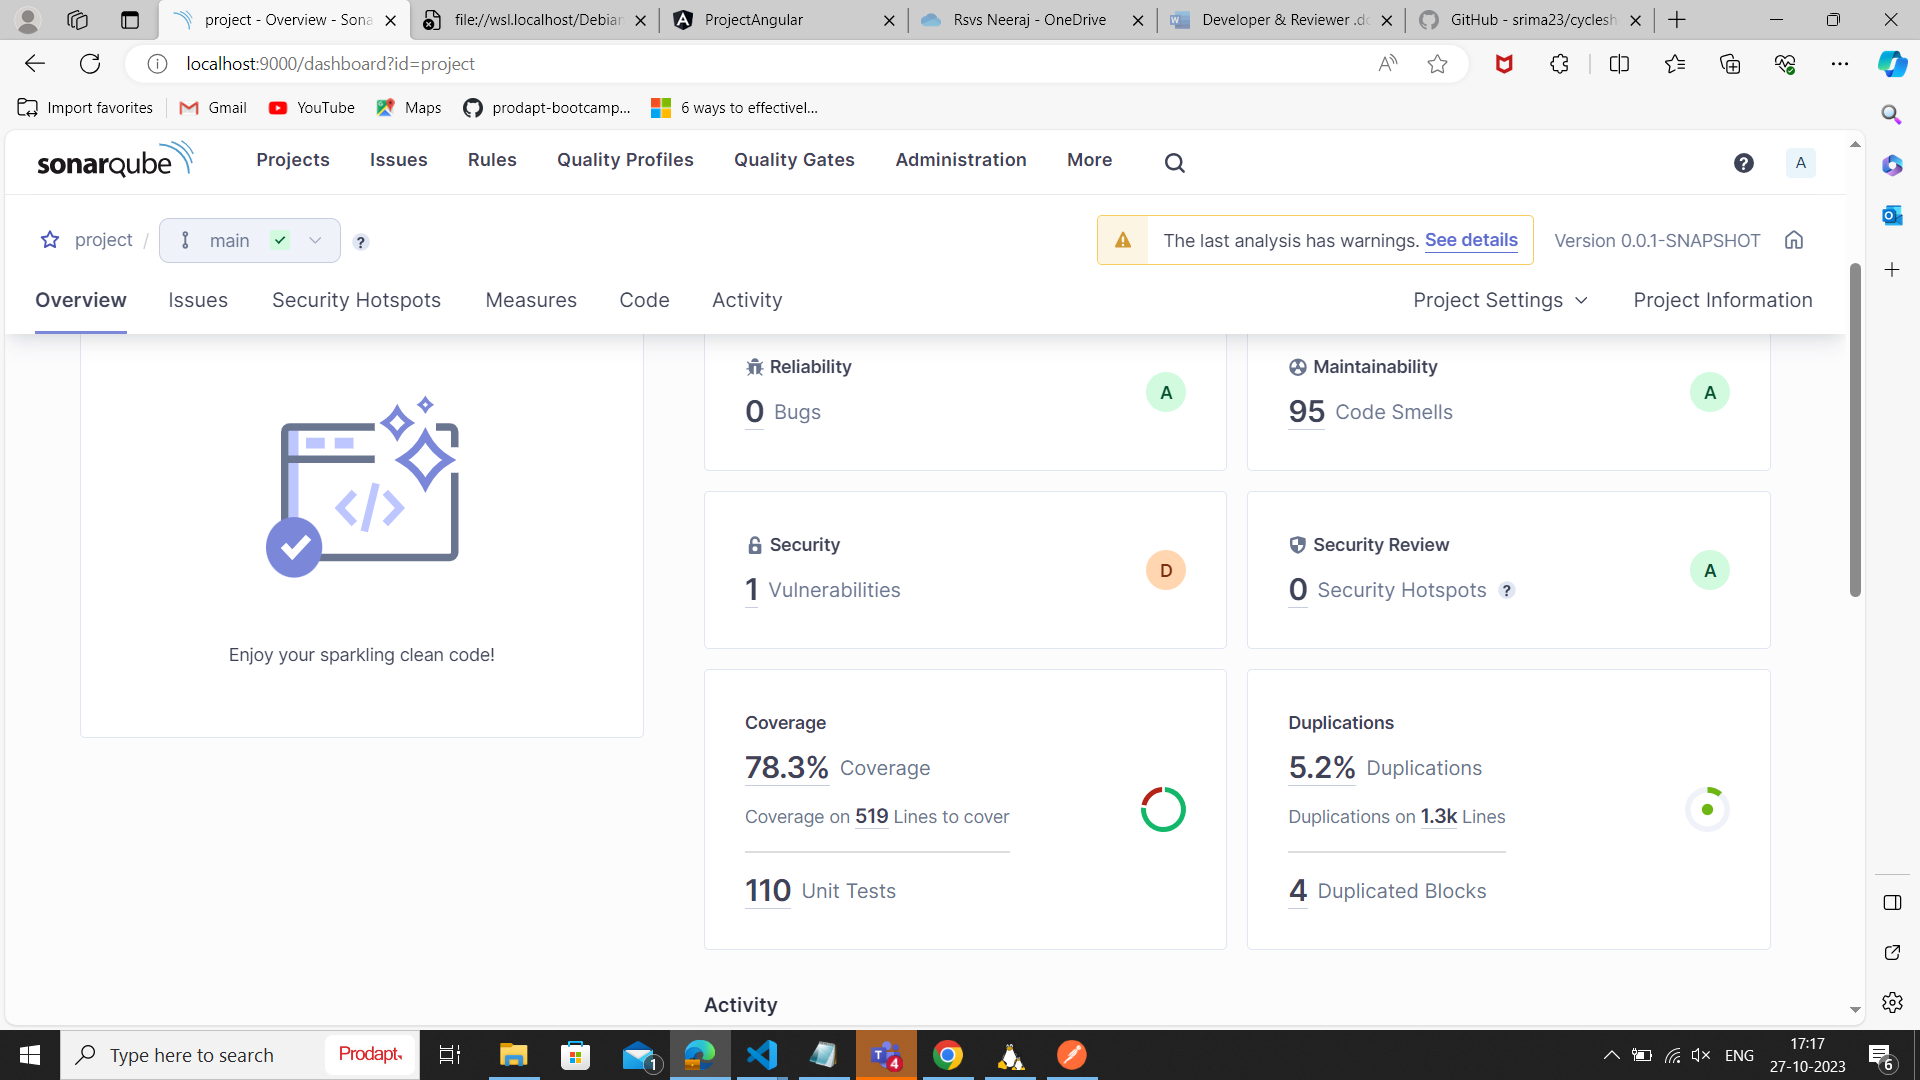 project - Overview - Sona
file://wsl.localhost/Debian
ProjectAngular
Rsvs Neeraj - OneDrive
Developer & Reviewer .do
GitHub - srima23/cyclesh
localhost:9000/dashboard?id=project
Import favorites
Gmail
YouTube
Maps
prodapt-bootcamp...
6 ways to effectivel...
sonarqube
Projects
Issues
Rules
Quality Profiles
Quality Gates
Administration
More
?
A
project / main
?
The last analysis has warnings. See details
Version 0.0.1-SNAPSHOT
Overview
Issues
Security Hotspots
Measures
Code
Activity
Project Settings
Project Information
Enjoy your sparkling clean code!
Reliability
0 Bugs
A
Maintainability
95 Code Smells
A
Security
1 Vulnerabilities
D
Security Review
0 Security Hotspots ?
A
Coverage
78.3% Coverage
Coverage on 519 Lines to cover
110 Unit Tests
Duplications
5.2% Duplications
Duplications on 1.3k Lines
4 Duplicated Blocks
Activity
Type here to search
Prodapt
1
4
ENG
17:17
27-10-2023
6